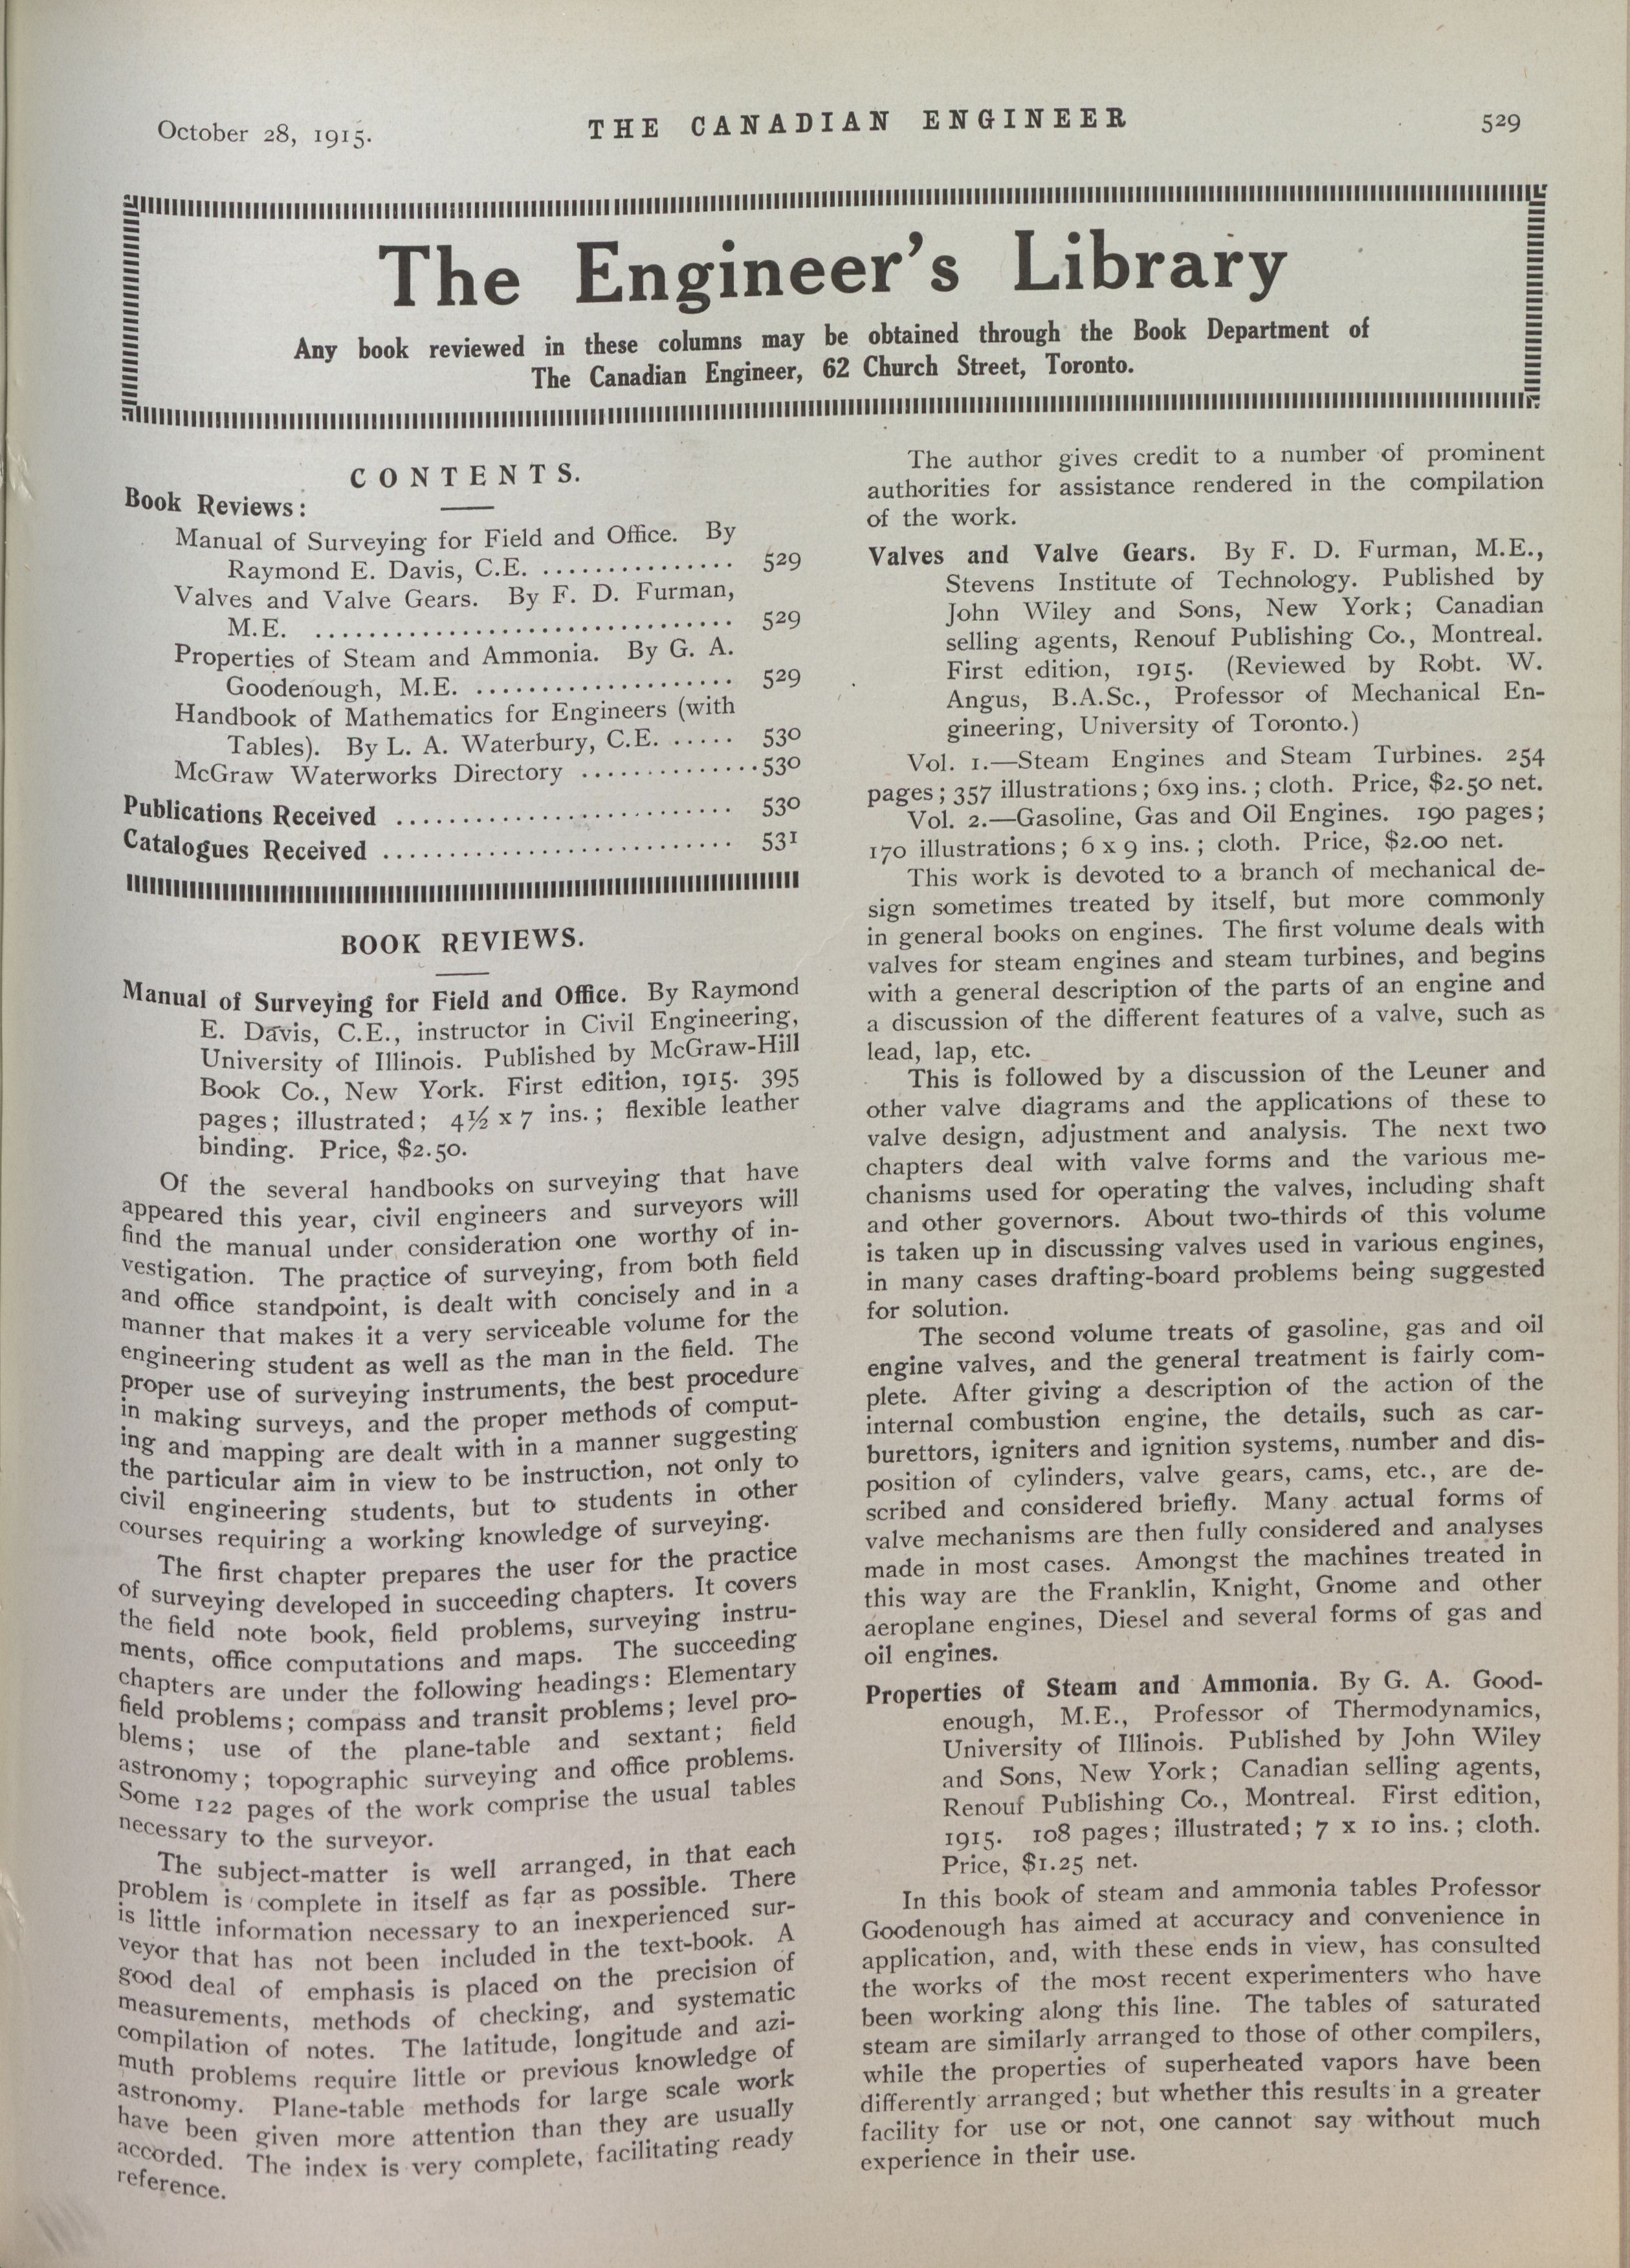 October 28, 1915.
THE CANADIAN ENGINEER
529
The Engineer's Library
Any book reviewed in these columns may be obtained through the Book Department of
The Canadian Engineer, 62 Church Street, Toronto.
CONTENTS.
Book Reviews:
Manual of Surveying for Field and Office. By
Raymond E. Davis, C.E. ............... 529
Valves and Valve Gears. By F. D. Furman,
M.E. ................................ 529
Properties of Steam and Ammonia. By G. A.
Goodenough, M.E. .................... 529
Handbook of Mathematics for Engineers (with
Tables). By L. A. Waterbury, C.E. ..... 530
McGraw Waterworks Directory ..............530
Publications Received ......................... 530
Catalogues Received ........................... 531
BOOK REVIEWS.
Manual of Surveying for Field and Office. By Raymond
E. Davis, C.E., instructor in Civil Engineering,
University of Illinois. Published by McGraw-Hill
Book Co., New York. First edition, 1915. 395
pages; illustrated; 4½ x 7 ins.; flexible leather
binding. Price, $2.50.
Of the several handbooks on surveying that have
appeared this year, civil engineers and surveyors will
find the manual under consideration one worthy of in-
vestigation. The practice of surveying, from both field
and office standpoint, is dealt with concisely and in a
manner that makes it a very serviceable volume for the
engineering student as well as the man in the field. The
proper use of surveying instruments, the best procedure
in making surveys, and the proper methods of comput-
ing and mapping are dealt with in a manner suggesting
the particular aim in view to be instruction, not only to
civil engineering students, but to students in other
courses requiring a working knowledge of surveying.
The first chapter prepares the user for the practice
of surveying developed in succeeding chapters. It covers
the field note book, field problems, surveying instru-
ments, office computations and maps. The succeeding
chapters are under the following headings: Elementary
field problems; compass and transit problems; level pro-
blems; use of the plane-table and sextant; field
astronomy; topographic surveying and office problems.
Some 122 pages of the work comprise the usual tables
necessary to the surveyor.
The subject-matter is well arranged, in that each
problem is complete in itself as far as possible. There
is little information necessary to an inexperienced sur-
veyor that has not been included in the text-book. A
good deal of emphasis is placed on the precision of
measurements, methods of checking, and systematic
compilation of notes. The latitude, longitude and azi-
muth problems require little or previous knowledge of
astronomy. Plane-table methods for large scale work
have been given more attention than they are usually
accorded. The index is very complete, facilitating ready
reference.
The author gives credit to a number of prominent
authorities for assistance rendered in the compilation
of the work.
Valves and Valve Gears. By F. D. Furman, M.E.,
Stevens Institute of Technology. Published by
John Wiley and Sons, New York; Canadian
selling agents, Renouf Publishing Co., Montreal.
First edition, 1915. (Reviewed by Robt. W.
Angus, B.A.Sc., Professor of Mechanical En-
gineering, University of Toronto.)
Vol. 1.—Steam Engines and Steam Turbines. 254
pages; 357 illustrations; 6x9 ins.; cloth. Price, $2.50 net.
Vol. 2.—Gasoline, Gas and Oil Engines. 190 pages;
170 illustrations; 6 x 9 ins.; cloth. Price, $2.00 net.
This work is devoted to a branch of mechanical de-
sign sometimes treated by itself, but more commonly
in general books on engines. The first volume deals with
valves for steam engines and steam turbines, and begins
with a general description of the parts of an engine and
a discussion of the different features of a valve, such as
lead, lap, etc.
This is followed by a discussion of the Leuner and
other valve diagrams and the applications of these to
valve design, adjustment and analysis. The next two
chapters deal with valve forms and the various me-
chanisms used for operating the valves, including shaft
and other governors. About two-thirds of this volume
is taken up in discussing valves used in various engines,
in many cases drafting-board problems being suggested
for solution.
The second volume treats of gasoline, gas and oil
engine valves, and the general treatment is fairly com-
plete. After giving a description of the action of the
internal combustion engine, the details, such as car-
burettors, igniters and ignition systems, number and dis-
position of cylinders, valve gears, cams, etc., are de-
scribed and considered briefly. Many actual forms of
valve mechanisms are then fully considered and analyses
made in most cases. Amongst the machines treated in
this way are the Franklin, Knight, Gnome and other
aeroplane engines, Diesel and several forms of gas and
oil engines.
Properties of Steam and Ammonia. By G. A. Good-
enough, M.E., Professor of Thermodynamics,
University of Illinois. Published by John Wiley
and Sons, New York; Canadian selling agents,
Renouf Publishing Co., Montreal. First edition,
1915. 108 pages; illustrated; 7 x 10 ins.; cloth.
Price, $1.25 net.
In this book of steam and ammonia tables Professor
Goodenough has aimed at accuracy and convenience in
application, and, with these ends in view, has consulted
the works of the most recent experimenters who have
been working along this line. The tables of saturated
steam are similarly arranged to those of other compilers,
while the properties of superheated vapors have been
differently arranged; but whether this results in a greater
facility for use or not, one cannot say without much
experience in their use.